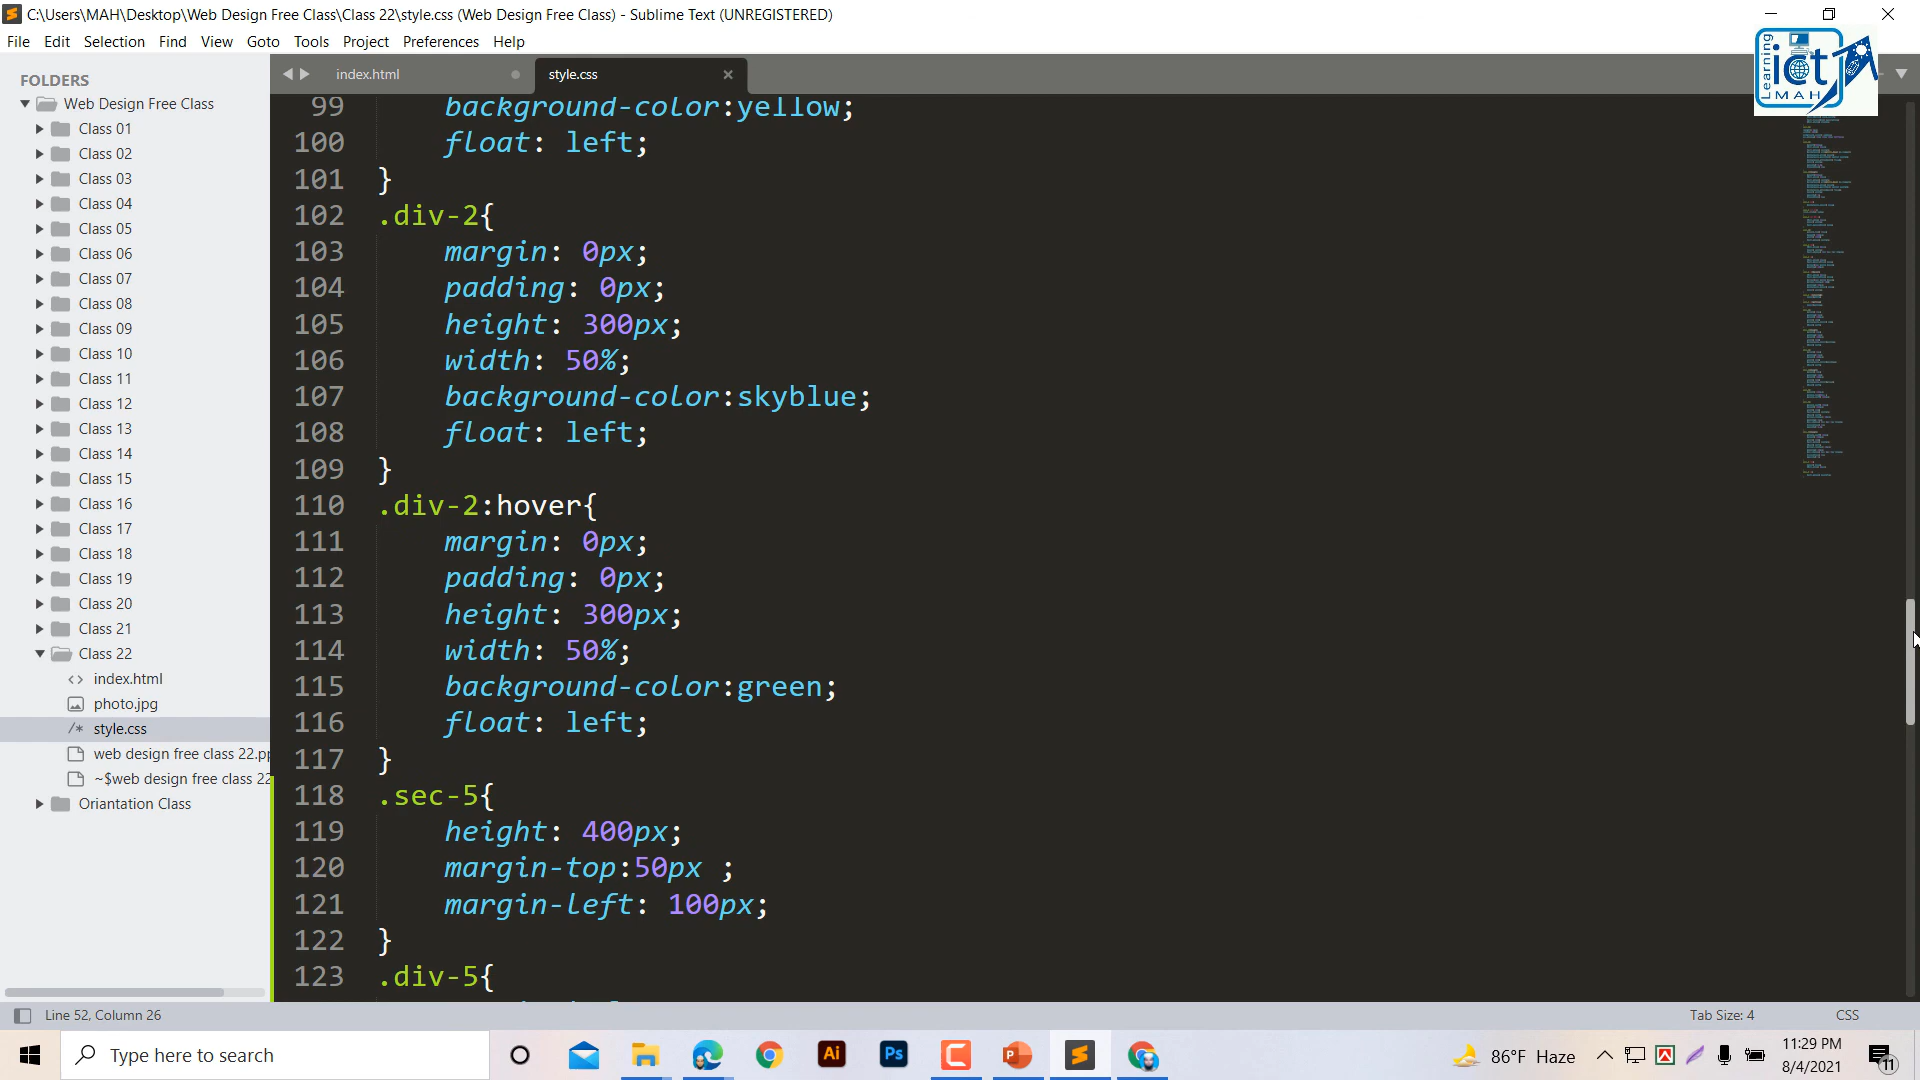 C:\Users\MAH\Desktop\Web Design Free Class\Class 22\style.css (Web Design Free Class) - Sublime Text (UNREGISTERED)
File Edit Selection Find View Goto Tools Project Preferences Help
Learning
ict
MAH
FOLDERS
Web Design Free Class
Class 01
Class 02
Class 03
Class 04
Class 05
Class 06
Class 07
Class 08
Class 09
Class 10
Class 11
Class 12
Class 13
Class 14
Class 15
Class 16
Class 17
Class 18
Class 19
Class 20
Class 21
Class 22
<> index.html
photo.jpg
/* style.css
web design free class 22.pp
~$web design free class 22
Oriantation Class
index.html
style.css
99 background-color:yellow;
100 float: left;
101 }
102 .div-2{
103 margin: 0px;
104 padding: 0px;
105 height: 300px;
106 width: 50%;
107 background-color:skyblue;
108 float: left;
109 }
110 .div-2:hover{
111 margin: 0px;
112 padding: 0px;
113 height: 300px;
114 width: 50%;
115 background-color:green;
116 float: left;
117 }
118 .sec-5{
119 height: 400px;
120 margin-top:50px ;
121 margin-left: 100px;
122 }
123 .div-5{
Line 52, Column 26
Tab Size: 4
CSS
Type here to search
Ai
Ps
86°F Haze
11:29 PM
8/4/2021
11